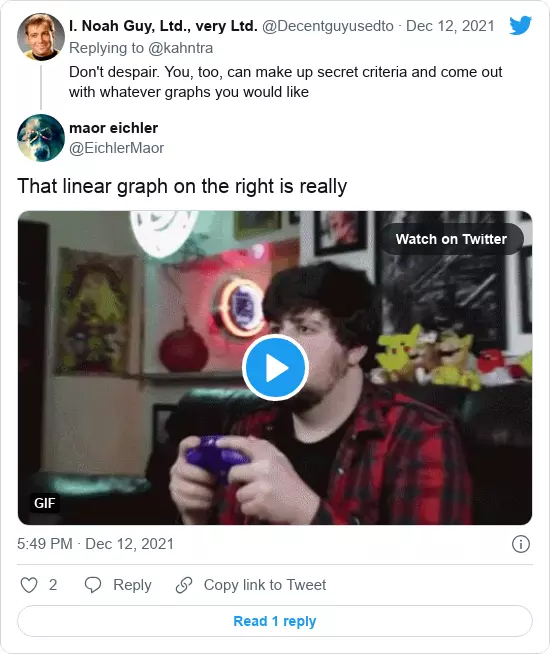 I. Noah Guy, Ltd., very Ltd. @Decentguyusedto · Dec 12, 2021
Replying to @kahntra
Don't despair. You, too, can make up secret criteria and come out
with whatever graphs you would like
maor eichler
@EichlerMaor
That linear graph on the right is really
Watch on Twitter
GIF
5:49 PM · Dec 12, 2021
2 Reply Copy link to Tweet
Read 1 reply